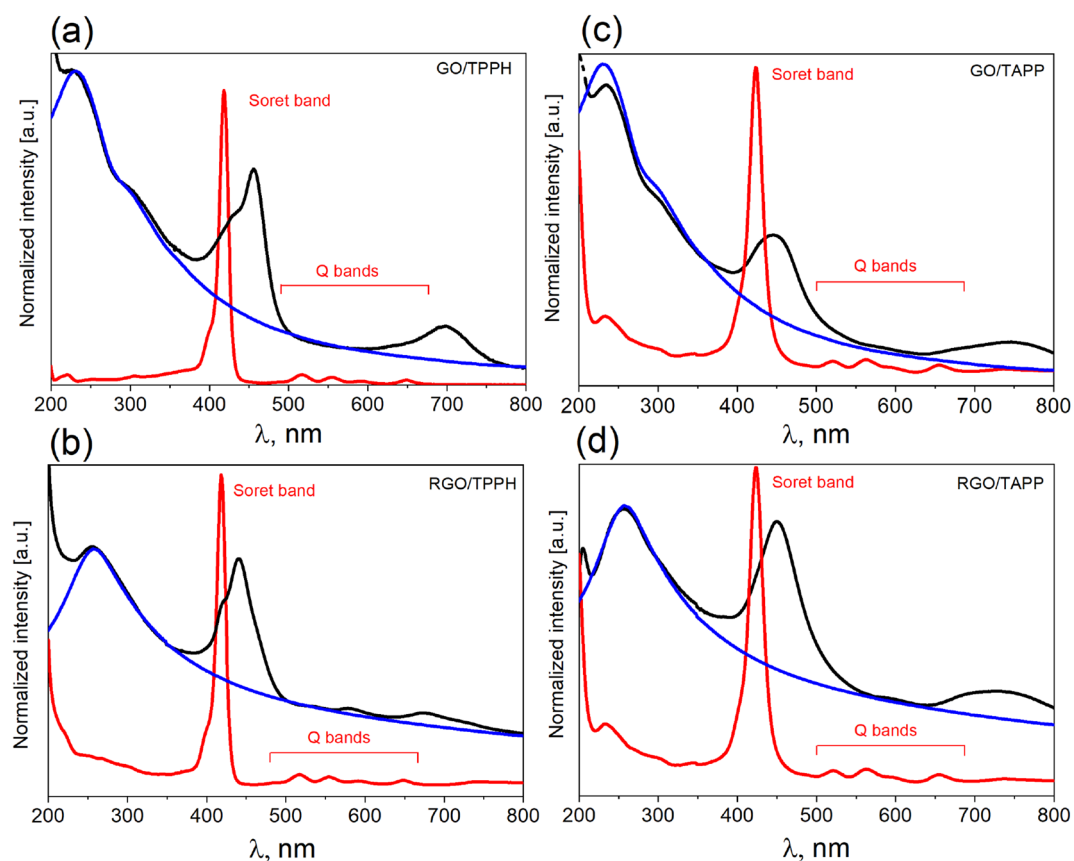 (a)
GO/TPPH
Soret band
Q bands
Normalized intensity [a.u.]
200 300 400 500 600 700 800
λ, nm
(c)
GO/TAPP
Soret band
Q bands
Normalized intensity [a.u.]
200 300 400 500 600 700 800
λ, nm
(b)
RGO/TPPH
Soret band
Q bands
Normalized intensity [a.u.]
200 300 400 500 600 700 800
λ, nm
(d)
RGO/TAPP
Soret band
Q bands
Normalized intensity [a.u.]
200 300 400 500 600 700 800
λ, nm